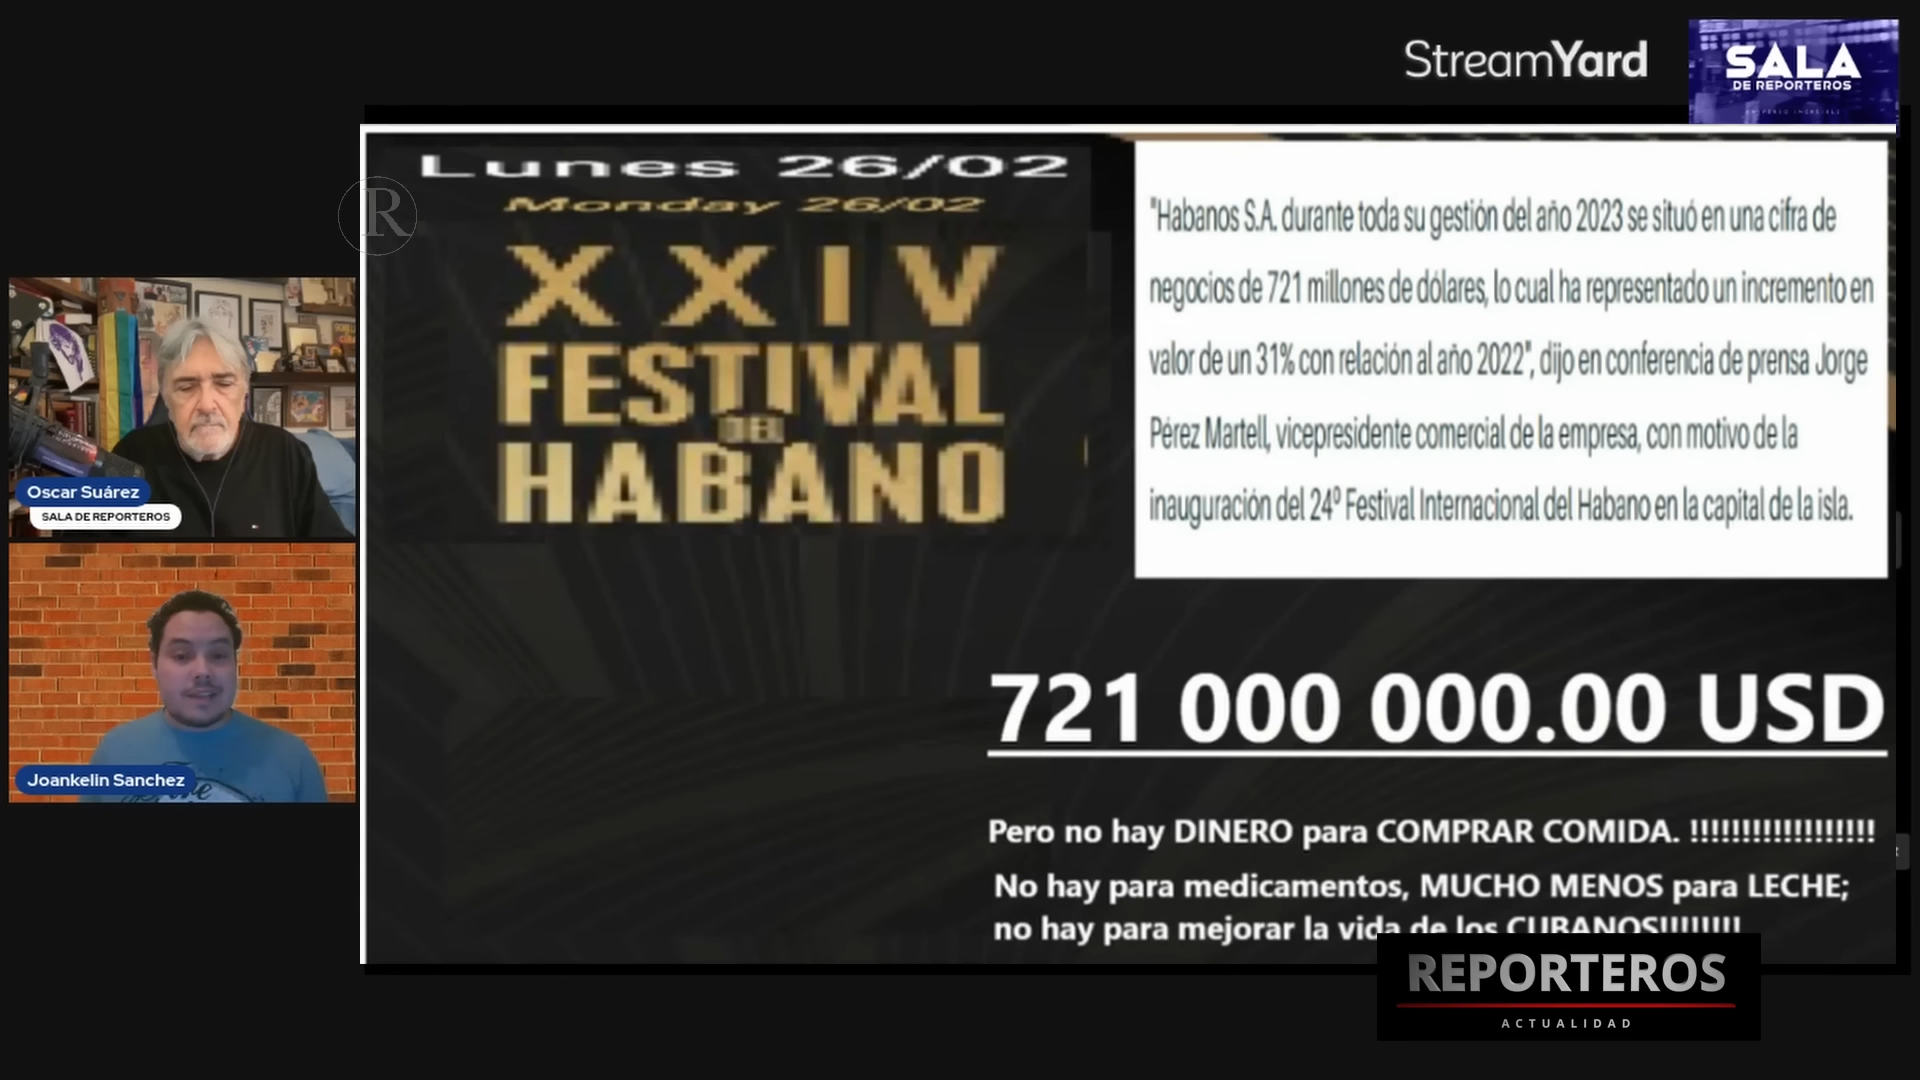 StreamYard
SALA
DE REPORTEROS
Lunes 26/02
Monday 26/02
R
XXIV
FESTIVAL
DEL
HABANO
"Habanos S.A. durante toda su gestión del año 2023 se situó en una cifra de
negocios de 721 millones de dólares, lo cual ha representado un incremento en
valor de un 31% con relación al año 2022", dijo en conferencia de prensa Jorge
Pérez Martell, vicepresidente comercial de la empresa, con motivo de la
inauguración del 24º Festival Internacional del Habano en la capital de la isla.
Oscar Suárez
SALA DE REPORTEROS
Joankelin Sanchez
721 000 000.00 USD
Pero no hay DINERO para COMPRAR COMIDA. !!!!!!!!!!!!!!!!!!
No hay para medicamentos, MUCHO MENOS para LECHE;
no hay para mejorar la vida de los CUBANOS!!!!!!!!
REPORTEROS
ACTUALIDAD